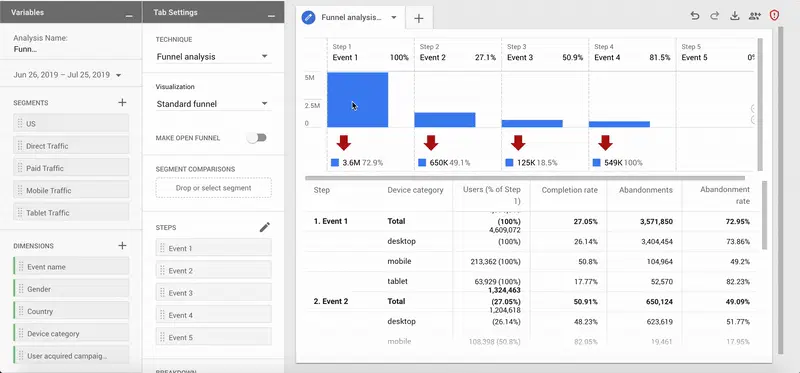 Variables
Analysis Name:
Funn...
Jun 26, 2019 – Jul 25, 2019
SEGMENTS
US
Direct Traffic
Paid Traffic
Mobile Traffic
Tablet Traffic
DIMENSIONS
Event name
Gender
Country
Device category
User acquired campaig...
Tab Settings
TECHNIQUE
Funnel analysis
Visualization
Standard funnel
MAKE OPEN FUNNEL
SEGMENT COMPARISONS
Drop or select segment
STEPS
Event 1
Event 2
Event 3
Event 4
Event 5
BREAKDOWN
Funnel analysis...
Step 1 Step 2 Step 3 Step 4 Step 5
Event 1 100% Event 2 27.1% Event 3 50.9% Event 4 81.5% Event 5 0%
5M
2.5M
0
3.6M 72.9% 650K 49.1% 125K 18.5% 549K 100%
Step Device category Users (% of Step 1) Completion rate Abandonments Abandonment rate
1. Event 1 Total (100%) 27.05% 3,571,850 72.95%
4,609,072
desktop (100%) 26.14% 3,404,454 73.86%
mobile 213,362 (100%) 50.8% 104,964 49.2%
tablet 63,929 (100%) 17.77% 52,570 82.23%
1,324,463
2. Event 2 Total (27.05%) 50.91% 650,124 49.09%
1,204,618
desktop (26.14%) 48.23% 623,619 51.77%
mobile 108,398 (50.8%) 82.05% 19,461 17.95%